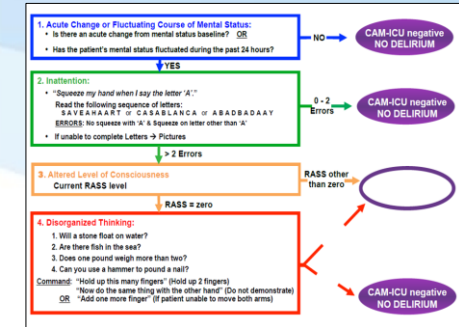 1. Acute Change or Fluctuating Course of Mental Status:
• Is there an acute change from mental status baseline? OR
• Has the patient's mental status fluctuated during the past 24 hours?
NO
CAM-ICU negative
NO DELIRIUM
YES
2. Inattention:
• "Squeeze my hand when I say the letter 'A'."
Read the following sequence of letters:
S A V E A H A A R T or C A S A B L A N C A or A B A D B A D A A Y
ERRORS: No squeeze with 'A' & Squeeze on letter other than 'A'
• If unable to complete Letters → Pictures
0 - 2
Errors
CAM-ICU negative
NO DELIRIUM
> 2 Errors
3. Altered Level of Consciousness
Current RASS level
RASS other
than zero
RASS = zero
4. Disorganized Thinking:
1. Will a stone float on water?
2. Are there fish in the sea?
3. Does one pound weigh more than two?
4. Can you use a hammer to pound a nail?
Command: "Hold up this many fingers" (Hold up 2 fingers)
"Now do the same thing with the other hand" (Do not demonstrate)
OR "Add one more finger" (If patient unable to move both arms)
CAM-ICU negative
NO DELIRIUM